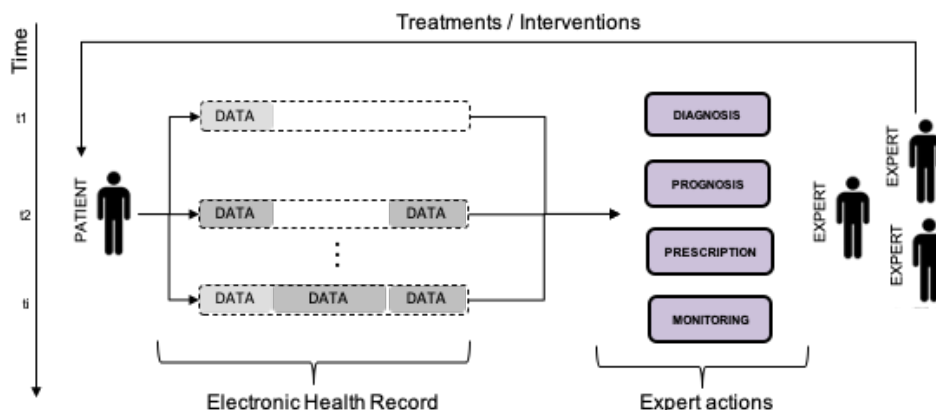 Treatments / Interventions
Time
t1
DATA
DIAGNOSIS
EXPERT
PATIENT
PROGNOSIS
EXPERT
t2
DATA
DATA
PRESCRIPTION
EXPERT
ti
DATA
DATA
DATA
MONITORING
Electronic Health Record
Expert actions